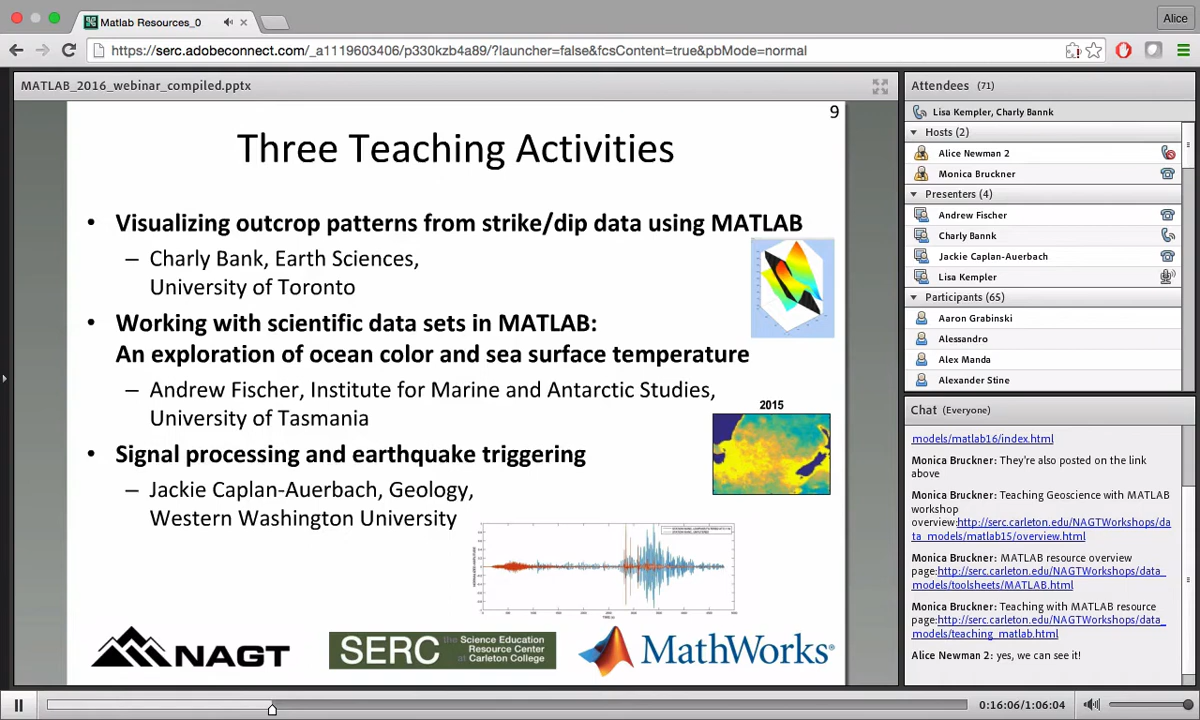 Matlab Resources_0
Alice
https://serc.adobeconnect.com/_a1119603406/p330kzb4a89/?launcher=false&fcsContent=true&pbMode=normal
MATLAB_2016_webinar_compiled.pptx
9
Three Teaching Activities
• Visualizing outcrop patterns from strike/dip data using MATLAB
– Charly Bank, Earth Sciences,
University of Toronto
• Working with scientific data sets in MATLAB:
An exploration of ocean color and sea surface temperature
– Andrew Fischer, Institute for Marine and Antarctic Studies,
University of Tasmania
2015
• Signal processing and earthquake triggering
– Jackie Caplan-Auerbach, Geology,
Western Washington University
NAGT
SERC the Science Education
Resource Center
at Carleton College
MathWorks®
Attendees (71)
Lisa Kempler, Charly Bannk
Hosts (2)
Alice Newman 2
Monica Bruckner
Presenters (4)
Andrew Fischer
Charly Bannk
Jackie Caplan-Auerbach
Lisa Kempler
Participants (65)
Aaron Grabinski
Alessandro
Alex Manda
Alexander Stine
Chat (Everyone)
models/matlab16/index.html
Monica Bruckner: They're also posted on the link
above
Monica Bruckner: Teaching Geoscience with MATLAB
workshop
overview:http://serc.carleton.edu/NAGTWorkshops/da
ta_models/matlab15/overview.html
Monica Bruckner: MATLAB resource overview
page:http://serc.carleton.edu/NAGTWorkshops/data_
models/toolsheets/MATLAB.html
Monica Bruckner: Teaching with MATLAB resource
page:http://serc.carleton.edu/NAGTWorkshops/data_
models/teaching_matlab.html
Alice Newman 2: yes, we can see it!
0:16:06/1:06:04